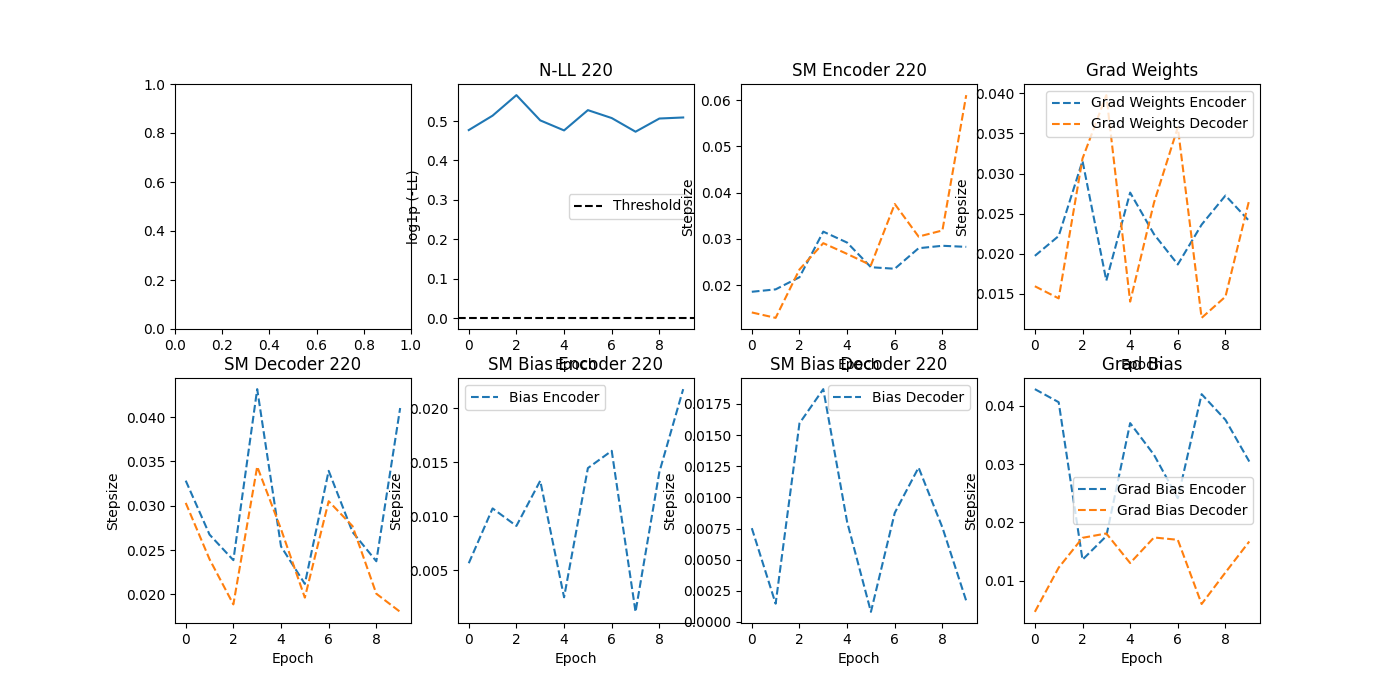 N-LL 220
SM Encoder 220
Grad Weights
1.0
0.8
0.6
0.4
0.2
0.0
0.0 0.2 0.4 0.6 0.8 1.0
log1p (-LL)
0.5
0.4
0.3
0.2
0.1
0.0
Threshold
0 2 4 6 8
Epoch
Stepsize
0.06
0.05
0.04
0.03
0.02
0 2 4 6 8
Epoch
Stepsize
0.040
0.035
0.030
0.025
0.020
0.015
Grad Weights Encoder
Grad Weights Decoder
0 2 4 6 8
Epoch
SM Decoder 220
SM Bias Encoder 220
SM Bias Decoder 220
Grad Bias
Stepsize
0.040
0.035
0.030
0.025
0.020
0 2 4 6 8
Epoch
Stepsize
0.020
0.015
0.010
0.005
Bias Encoder
0 2 4 6 8
Epoch
Stepsize
0.0175
0.0150
0.0125
0.0100
0.0075
0.0050
0.0025
0.0000
Bias Decoder
0 2 4 6 8
Epoch
Stepsize
0.04
0.03
0.02
0.01
Grad Bias Encoder
Grad Bias Decoder
0 2 4 6 8
Epoch